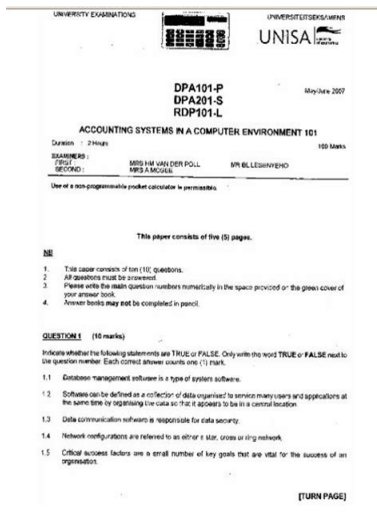 UNIVERSITY EXAMINATIONS
UNIVERSITEITSEKSAMENS
UNISA
DPA101-P
DPA201-S
RDP101-L
May/June 2007
ACCOUNTING SYSTEMS IN A COMPUTER ENVIRONMENT 101
Duration : 2 Hours
100 Marks
EXAMINERS :
FIRST : MRS HM VAN DER POLL MR BL LESEINYEHO
SECOND : MRS A MOGEE
Use of a non-programmable pocket calculator is permissible.
This paper consists of five (5) pages.
NB
1. This paper consists of ten (10) questions.
2 All questions must be answered.
3. Please write the main question numbers numerically in the space provided on the green cover of
your answer book.
4. Answer books may not be completed in pencil.
QUESTION 1 (10 marks)
Indicate whether the following statements are TRUE or FALSE. Only write the word TRUE or FALSE next to
the question number. Each correct answer counts one (1) mark.
1.1 Database management software is a type of system software.
1.2 Software can be defined as a collection of data organised to service many users and applications at
the same time by organising the data so that it appears to be in a central location
1.3 Data communication software is responsible for data security.
1.4 Network configurations are referred to as either a star, cross or ring network.
1.5 Critical success factors are a small number of key goals that are vital for the success of an
organisation.
[TURN PAGE]